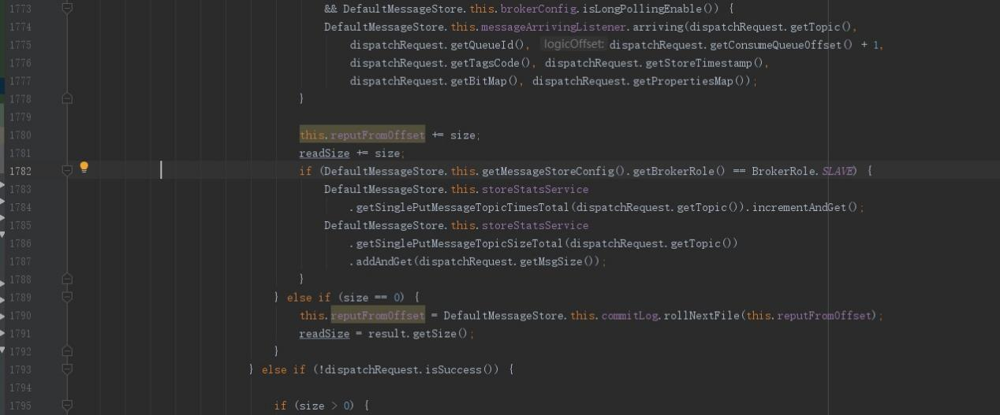 1773 && DefaultMessageStore.this.brokerConfig.isLongPollingEnable()) {
1774 DefaultMessageStore.this.messageArrivingListener.arriving(dispatchRequest.getTopic(),
1775 dispatchRequest.getQueueId(), logicOffset: dispatchRequest.getConsumeQueueOffset() + 1,
1776 dispatchRequest.getTagsCode(), dispatchRequest.getStoreTimestamp(),
1777 dispatchRequest.getBitMap(), dispatchRequest.getPropertiesMap());
1778 }
1779
1780 this.reputFromOffset += size;
1781 readSize += size;
1782 if (DefaultMessageStore.this.getMessageStoreConfig().getBrokerRole() == BrokerRole.SLAVE) {
1783 DefaultMessageStore.this.storeStatsService
1784 .getSinglePutMessageTopicTimesTotal(dispatchRequest.getTopic()).incrementAndGet();
1785 DefaultMessageStore.this.storeStatsService
1786 .getSinglePutMessageTopicSizeTotal(dispatchRequest.getTopic())
1787 .addAndGet(dispatchRequest.getMsgSize());
1788 }
1789 } else if (size == 0) {
1790 this.reputFromOffset = DefaultMessageStore.this.commitLog.rollNextFile(this.reputFromOffset);
1791 readSize = result.getSize();
1792 }
1793 } else if (!dispatchRequest.isSuccess()) {
1794
1795 if (size > 0) {